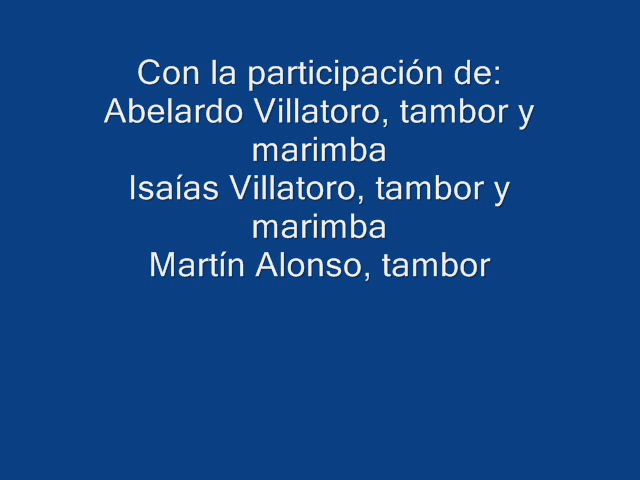 Con la participación de:
Abelardo Villatoro, tambor y
marimba
Isaías Villatoro, tambor y
marimba
Martín Alonso, tambor